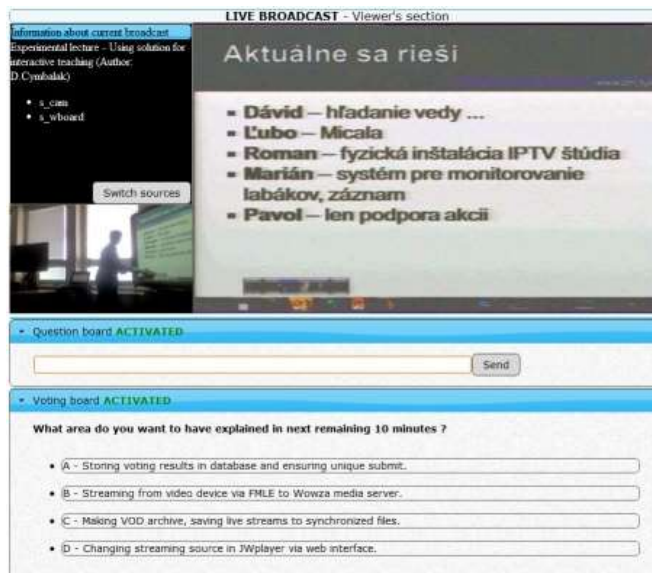 LIVE BROADCAST - Viewer's section
Information about current broadcast
Experimental lecture – Using solution for
interactive teaching (Author:
D.Cymbalak)
s_cam
s_wboard
Switch sources
Aktuálne sa rieši
▪ Dávid – hľadanie vedy ...
▪ Ľubo – Micala
▪ Roman – fyzická inštalácia IPTV štúdia
▪ Marián – systém pre monitorovanie
labákov, záznam
▪ Pavol – len podpora akcii
Question board ACTIVATED
Send
Voting board ACTIVATED
What area do you want to have explained in next remaining 10 minutes ?
A - Storing voting results in database and ensuring unique submit.
B - Streaming from video device via FMLE to Wowza media server.
C - Making VOD archive, saving live streams to synchronized files.
D - Changing streaming source in JWplayer via web interface.